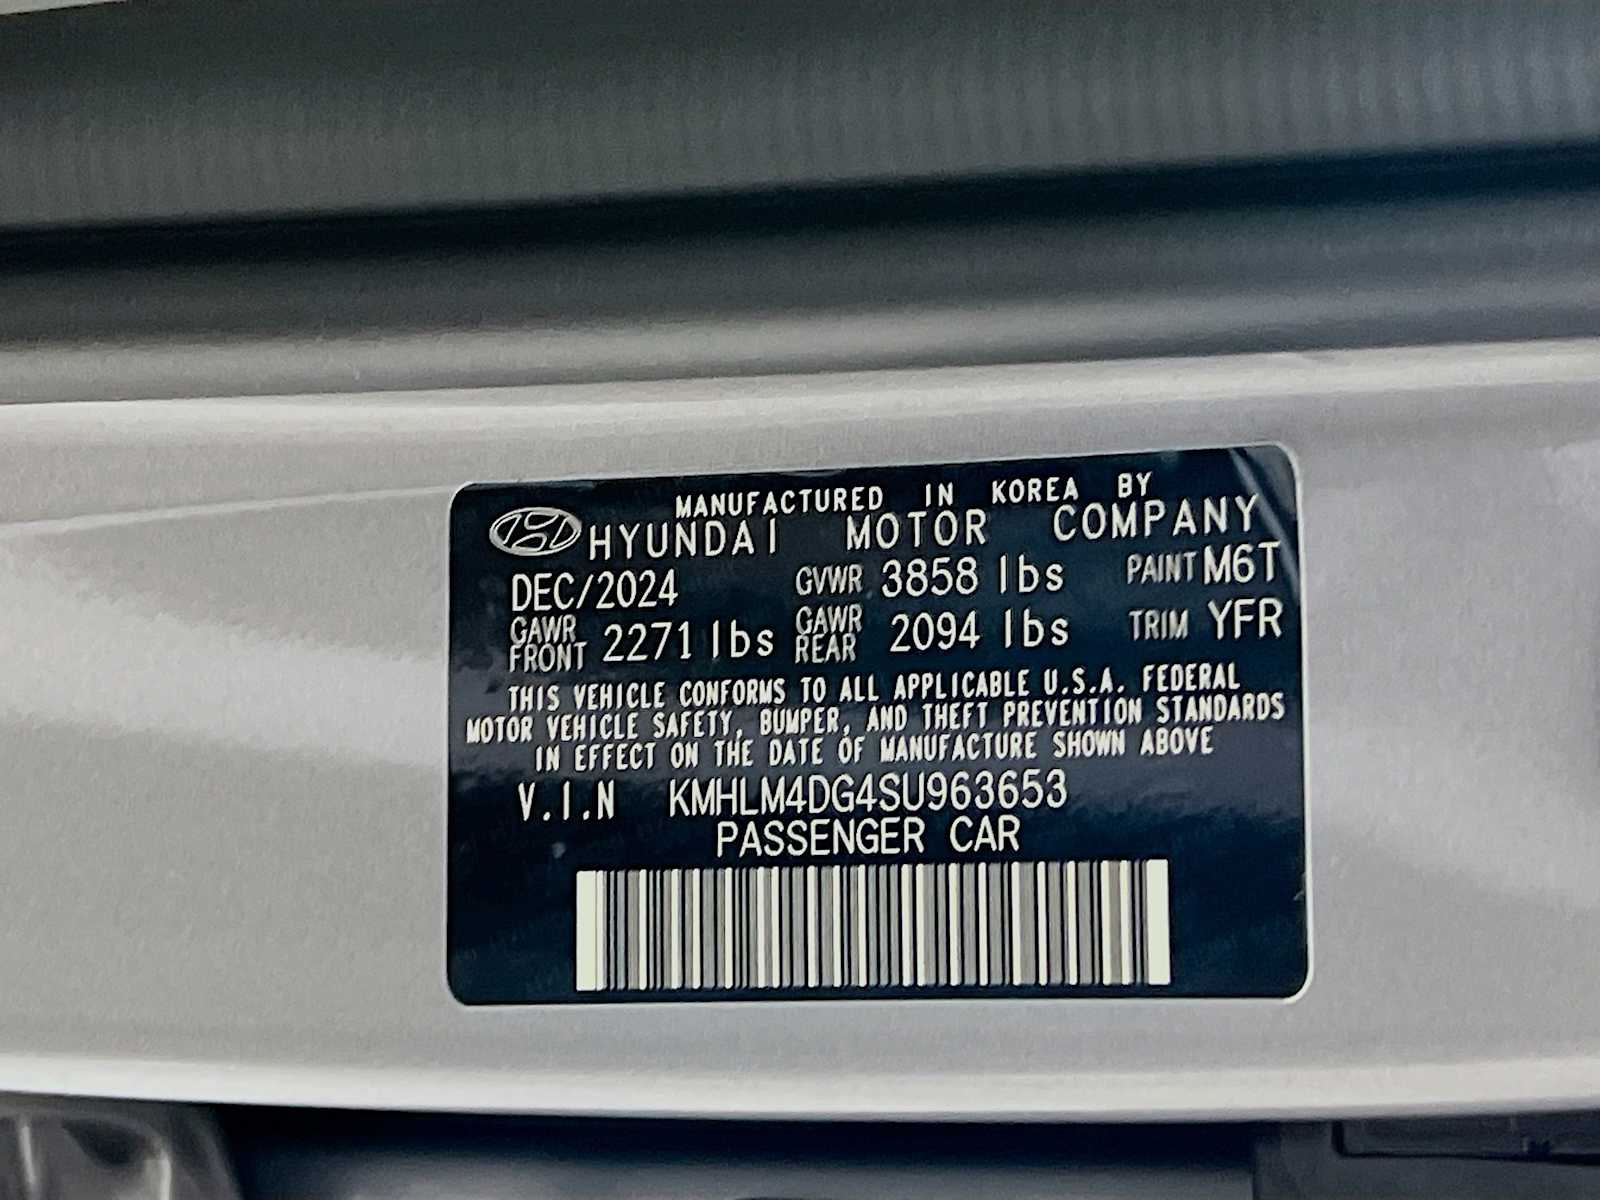 MANUFACTURED IN KOREA BY
HYUNDAI MOTOR COMPANY
DEC/2024 GVWR 3858 lbs PAINT M6T
GAWR FRONT 2271 lbs GAWR REAR 2094 lbs TRIM YFR
THIS VEHICLE CONFORMS TO ALL APPLICABLE U.S.A. FEDERAL
MOTOR VEHICLE SAFETY, BUMPER, AND THEFT PREVENTION STANDARDS
IN EFFECT ON THE DATE OF MANUFACTURE SHOWN ABOVE
V.I.N KMHLM4DG4SU963653
PASSENGER CAR